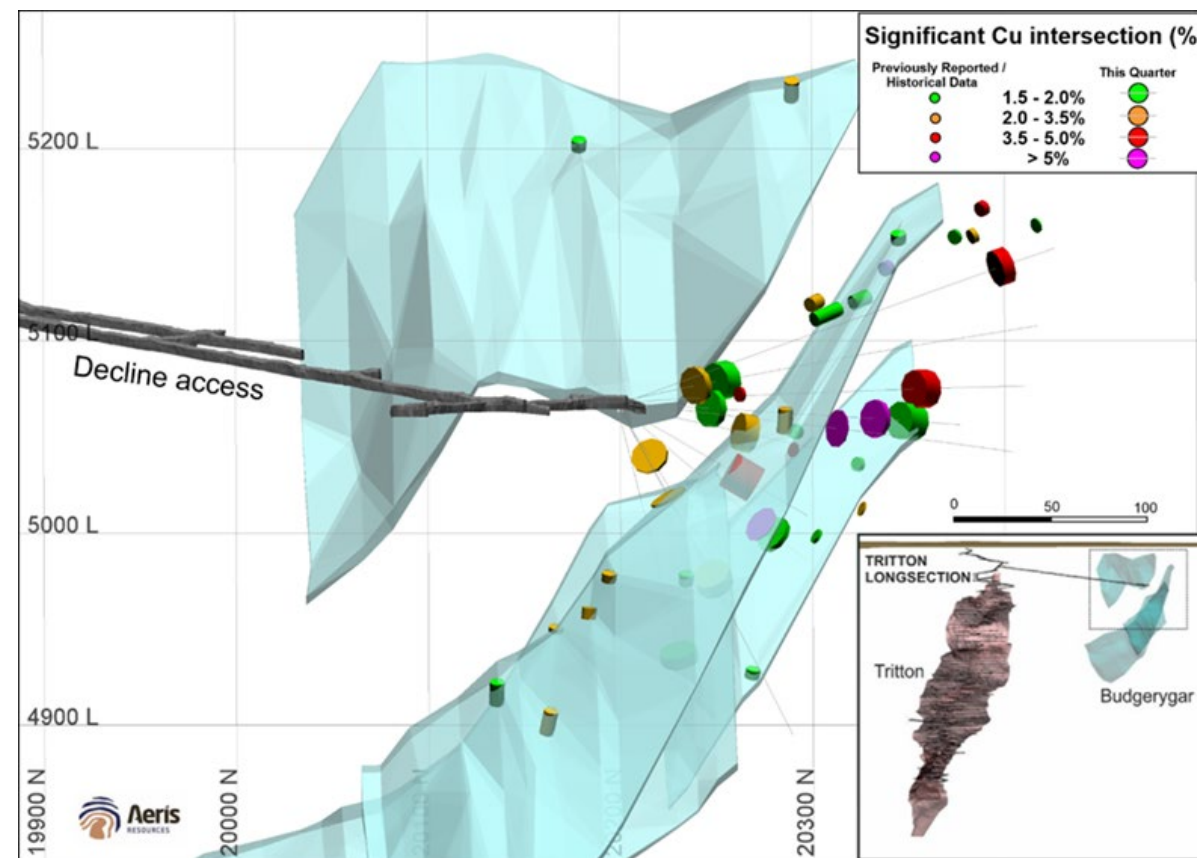 Significant Cu intersection (%
Previously Reported /
Historical Data
This Quarter
1.5 - 2.0%
2.0 - 3.5%
3.5 - 5.0%
> 5%
5200 L
5100 L
Decline access
5000 L
4900 L
0 50 100
TRITTON
LONGSECTION
Tritton
Budgerygar
19900 N
20000 N
20100 N
20200 N
20300 N
Aeris
RESOURCES